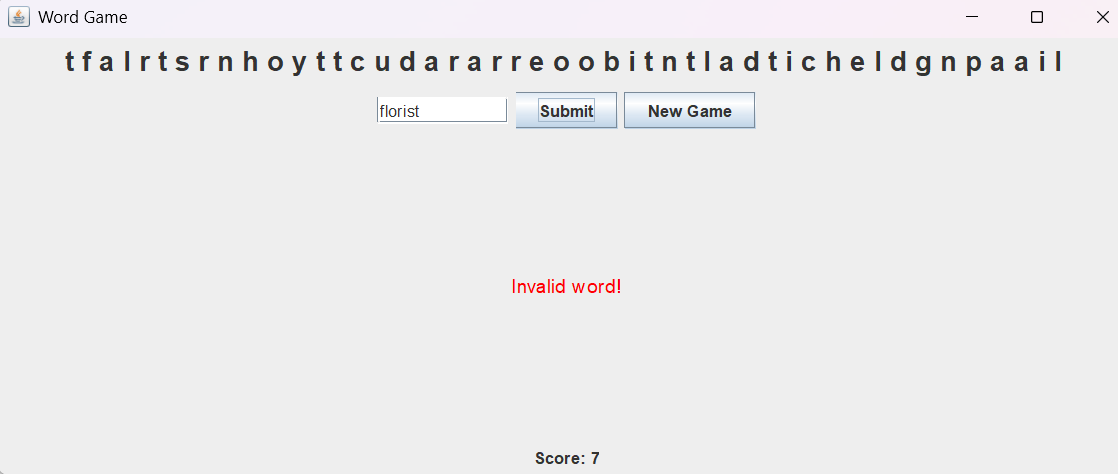 Word Game
t f a l r t s r n h o y t t c u d a r a r r e o o b i t n t l a d t i c h e l d g n p a a i l
florist Submit New Game
Invalid word!
Score: 7